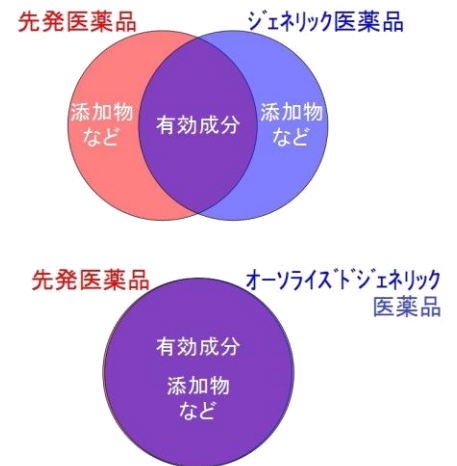 先発医薬品
ジェネリック医薬品
添加物
など
有効成分
添加物
など
先発医薬品
オーソライズドジェネリック
医薬品
有効成分
添加物
など